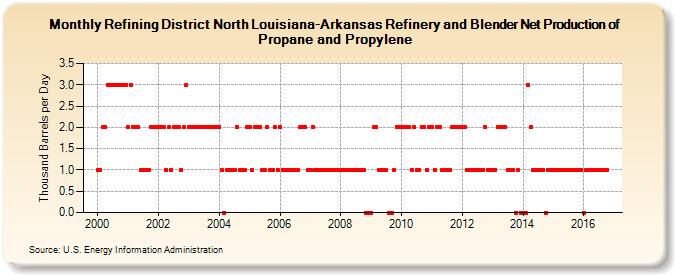 Monthly Refining District North Louisiana-Arkansas Refinery and Blender Net Production of
Propane and Propylene
Thousand Barrels per Day
3.5
3.0
2.5
2.0
1.5
1.0
0.5
0.0
2000 2002 2004 2006 2008 2010 2012 2014 2016
Source: U.S. Energy Information Administration